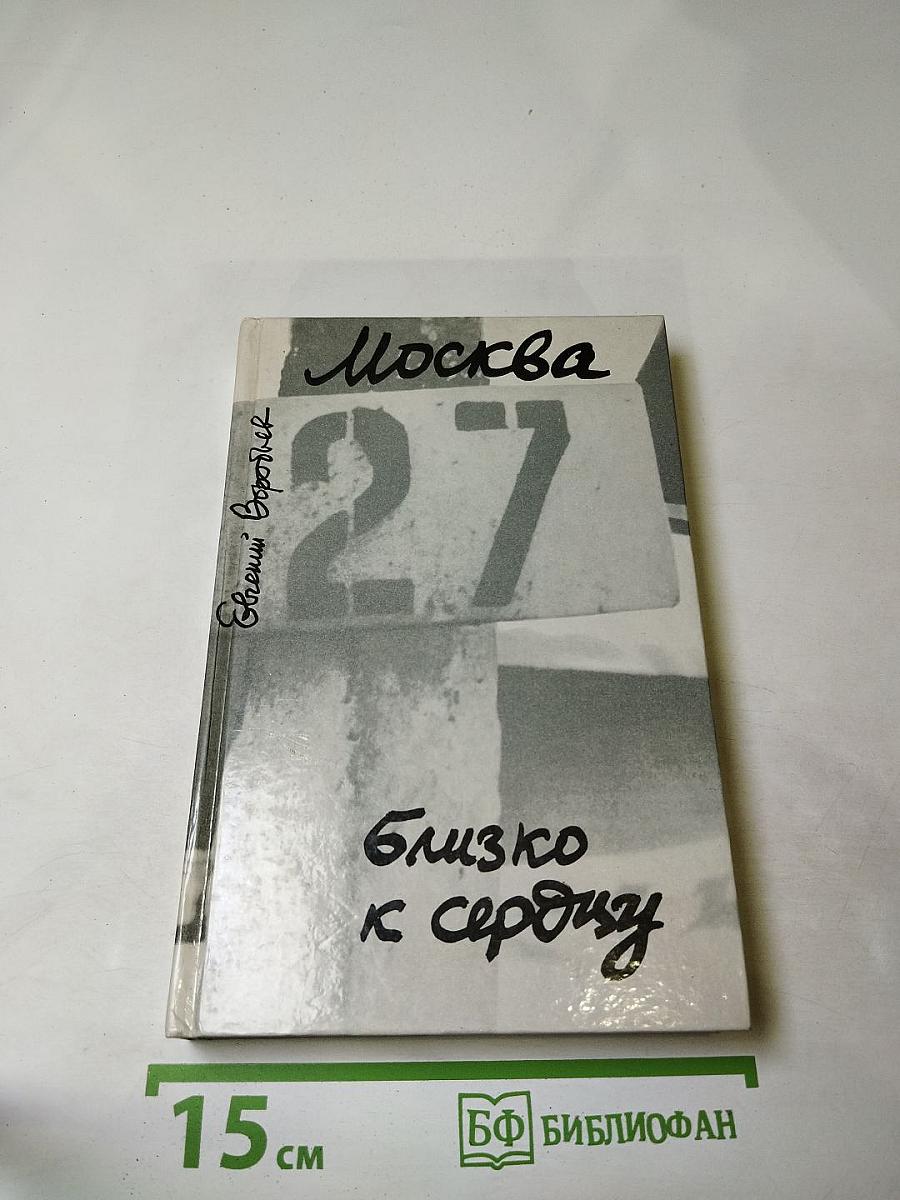 Москва
27
Евгений Воробьев
близко
к сердцу
15 см
БФ БИБЛИОФАН